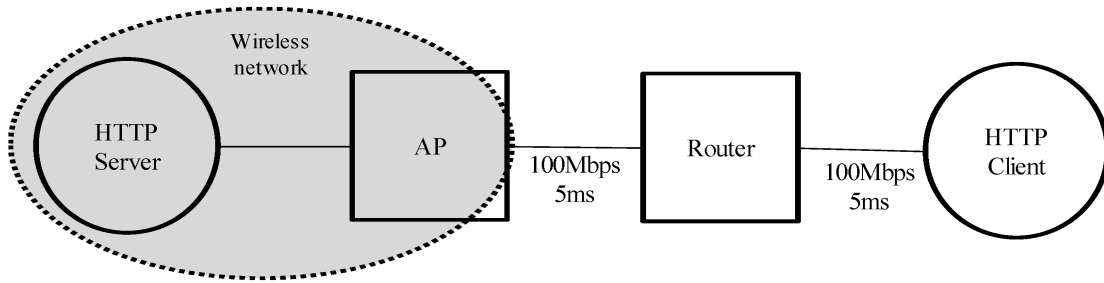 Wireless
network
HTTP
Server
AP
100Mbps
5ms
Router
100Mbps
5ms
HTTP
Client